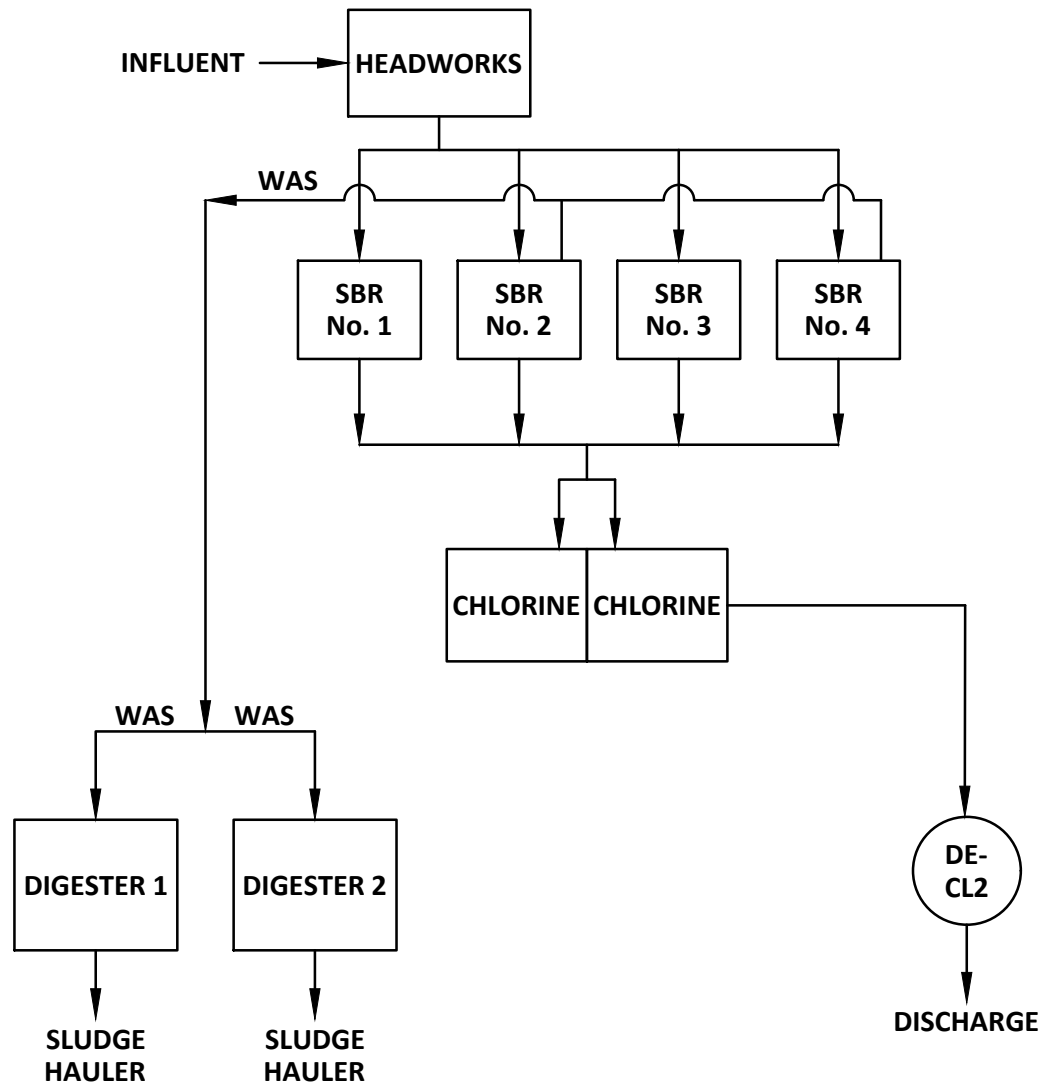 INFLUENT
HEADWORKS
WAS
SBR
No. 1
SBR
No. 2
SBR
No. 3
SBR
No. 4
CHLORINE
CHLORINE
WAS
WAS
DIGESTER 1
DIGESTER 2
DE-
CL2
SLUDGE
HAULER
SLUDGE
HAULER
DISCHARGE